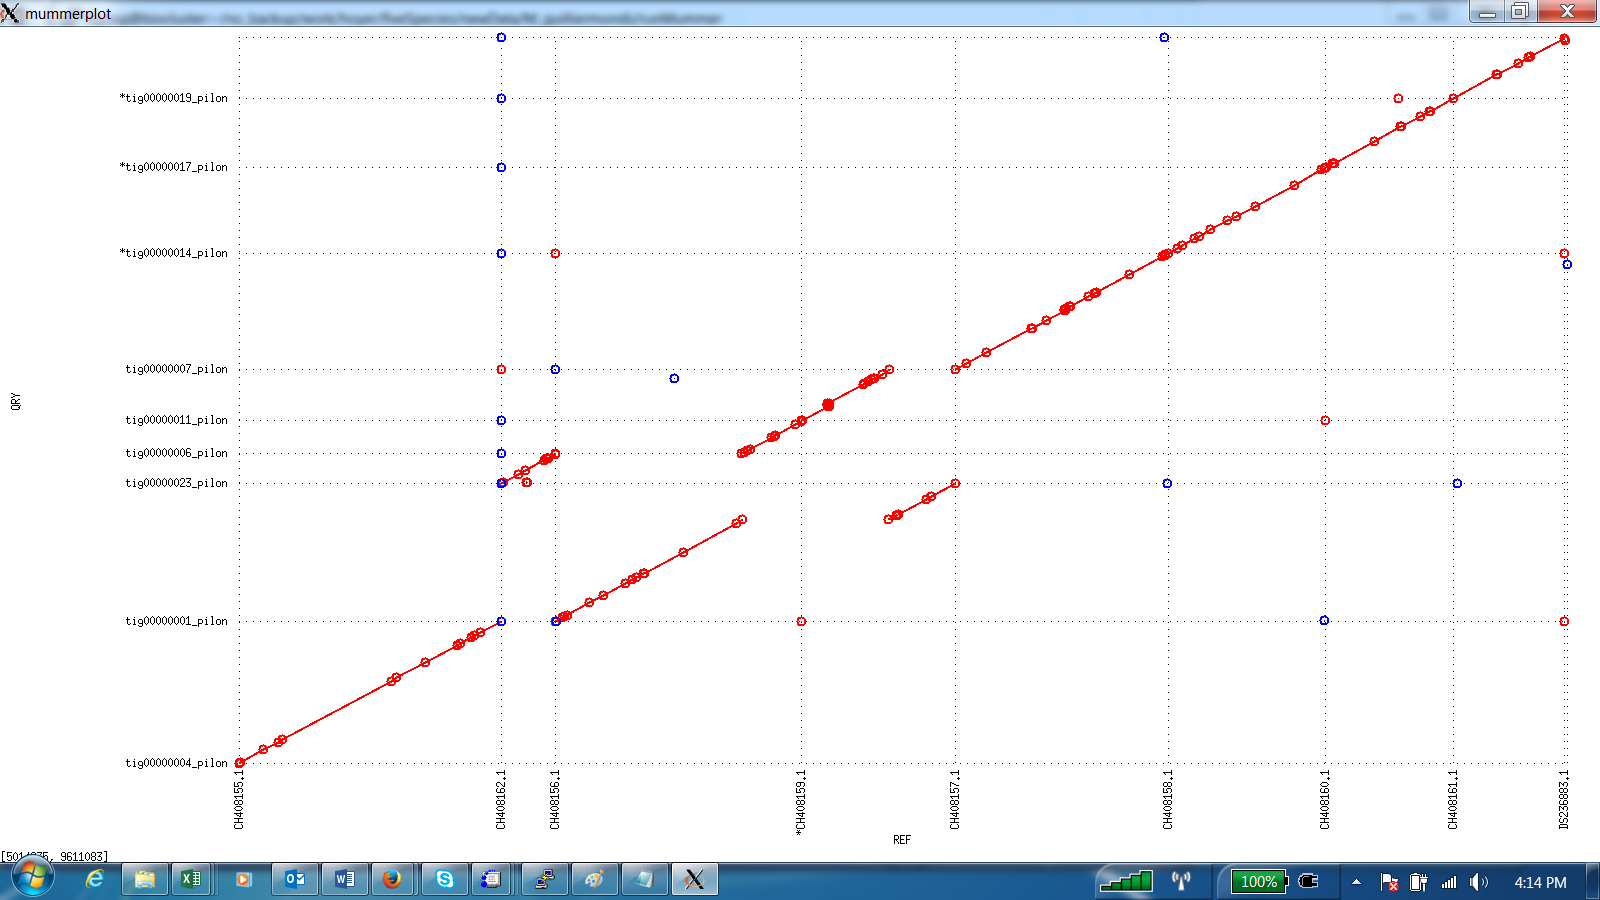 mummerplot
*tig00000019_pilon
*tig00000017_pilon
*tig00000014_pilon
tig00000007_pilon
QRY
tig00000011_pilon
tig00000006_pilon
tig00000023_pilon
tig00000001_pilon
tig00000004_pilon
CH408155.1
CH408162.1
CH408156.1
*CH408159.1
CH408157.1
CH408158.1
CH408160.1
CH408161.1
DS236883.1
REF
9611083]
100%
4:14 PM